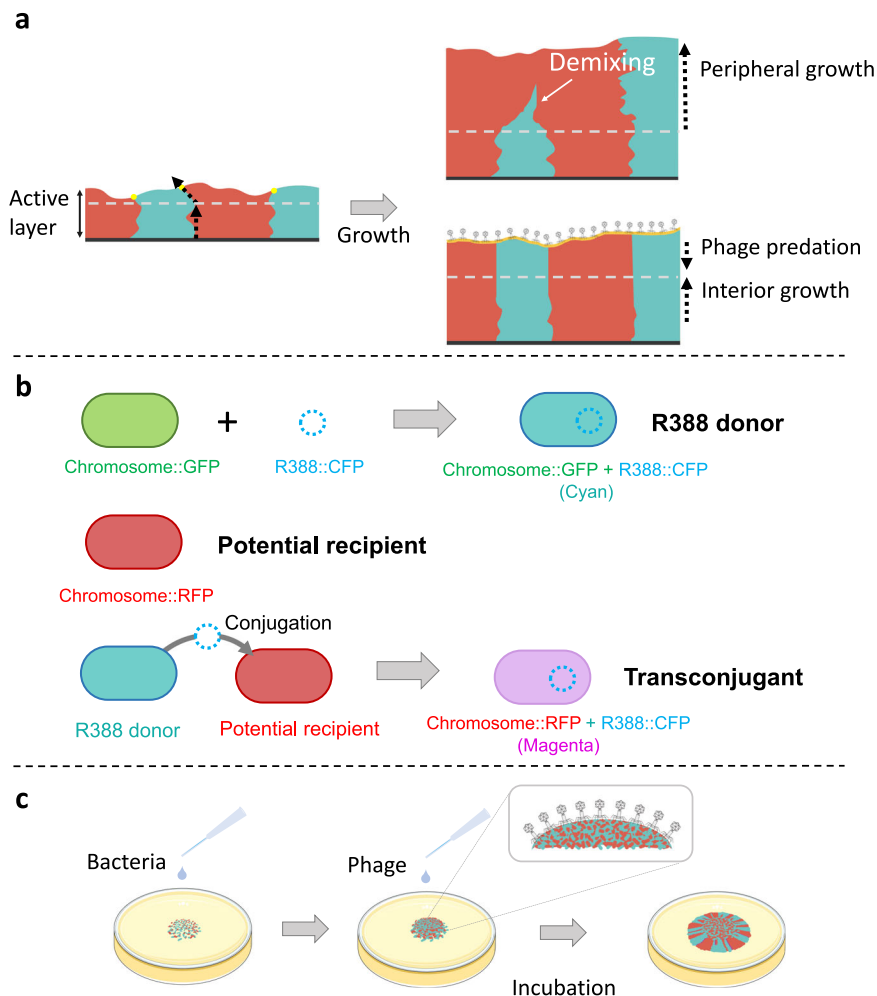 a
Demixing
Peripheral growth
Active
layer
Growth
Phage predation
Interior growth
b
+
R388 donor
Chromosome::GFP
R388::CFP
Chromosome::GFP + R388::CFP
(Cyan)
Potential recipient
Chromosome::RFP
Conjugation
Transconjugant
R388 donor
Potential recipient
Chromosome::RFP + R388::CFP
(Magenta)
c
Bacteria
Phage
Incubation